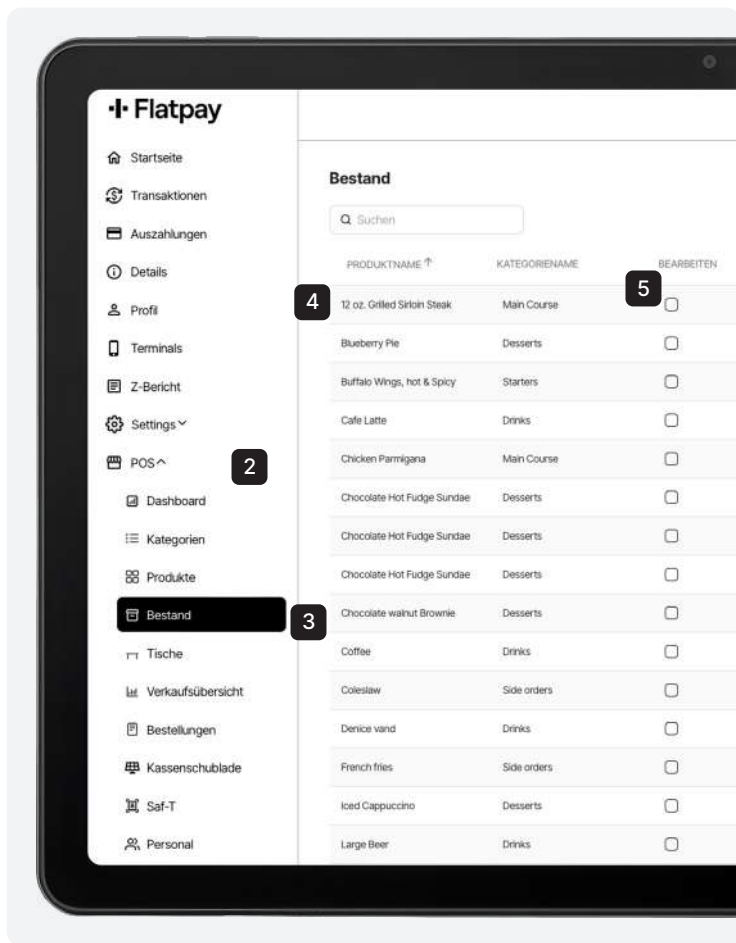 Flatpay
Startseite
Transaktionen
Auszahlungen
Details
Profil
Terminals
Z-Bericht
Settings
POS
2
Dashboard
Kategorien
Produkte
Bestand
3
Tische
Verkaufsübersicht
Bestellungen
Kassenschublade
Saf-T
Personal
Bestand
Suchen
PRODUKTNAME ↑ KATEGORIENAME BEARBEITEN
4 12 oz. Grilled Sirloin Steak Main Course 5
Blueberry Pie Desserts
Buffalo Wings, hot & Spicy Starters
Cafe Latte Drinks
Chicken Parmigana Main Course
Chocolate Hot Fudge Sundae Desserts
Chocolate Hot Fudge Sundae Desserts
Chocolate Hot Fudge Sundae Desserts
Chocolate walnut Brownie Desserts
Coffee Drinks
Coleslaw Side orders
Denice vand Drinks
French fries Side orders
Iced Cappuccino Desserts
Large Beer Drinks